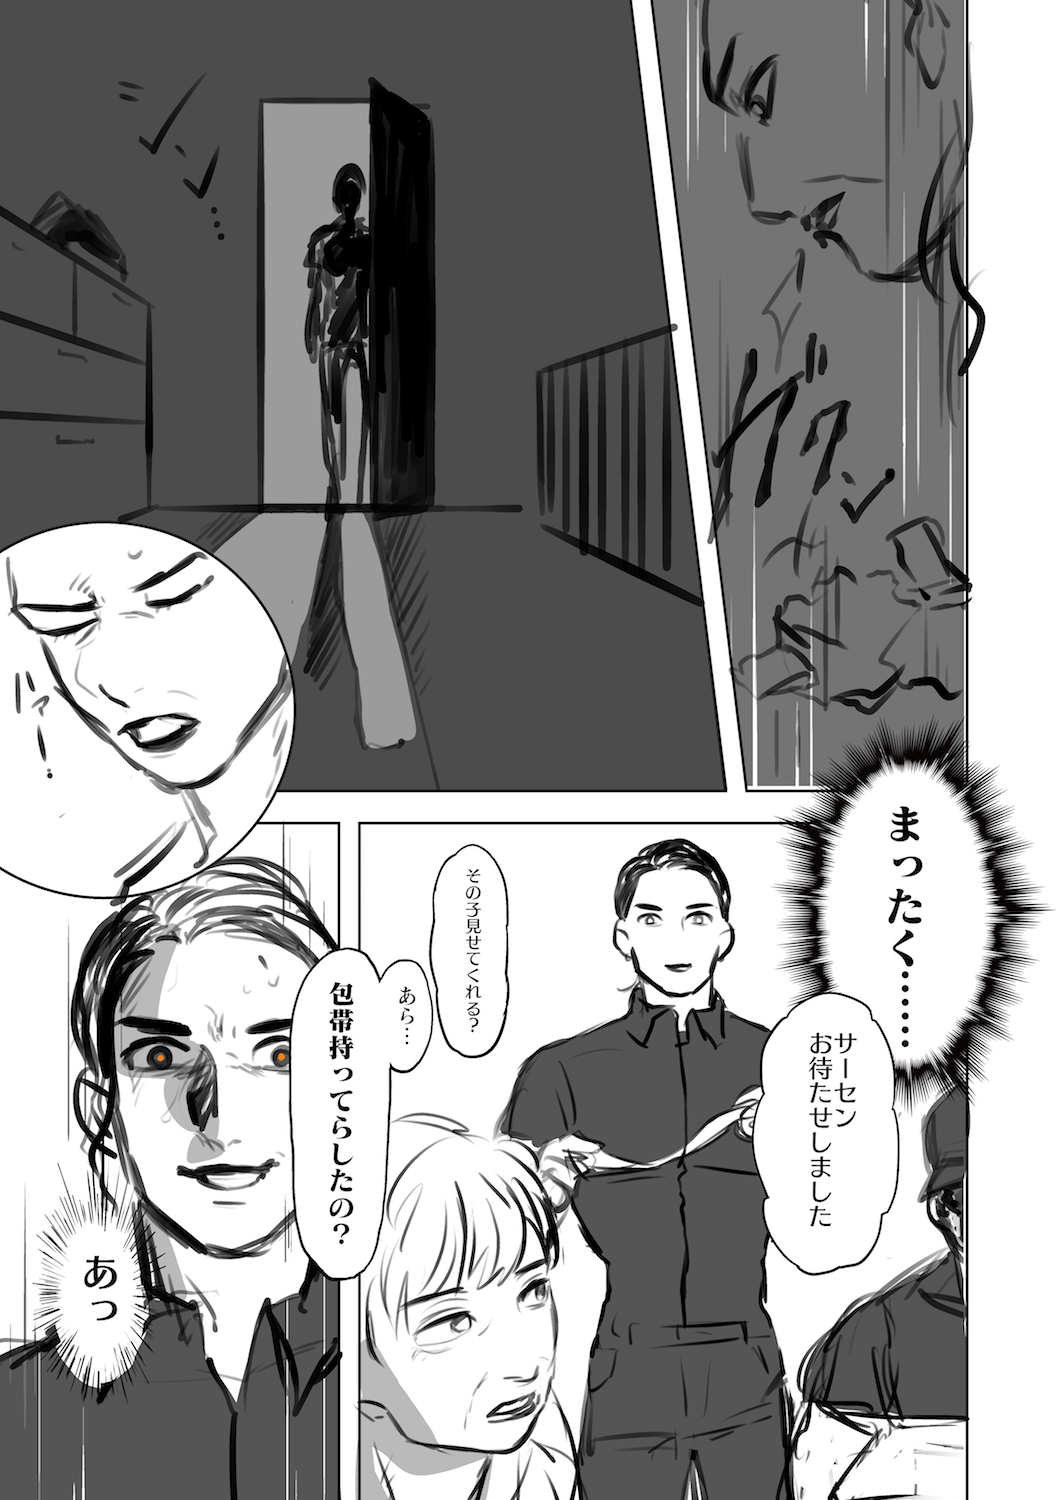 ガクン
シン…
ハァー…
まったく……
サーセン
お待たせしました
その子見せてくれる？
あら…
包帯持ってらしたの？
あっ